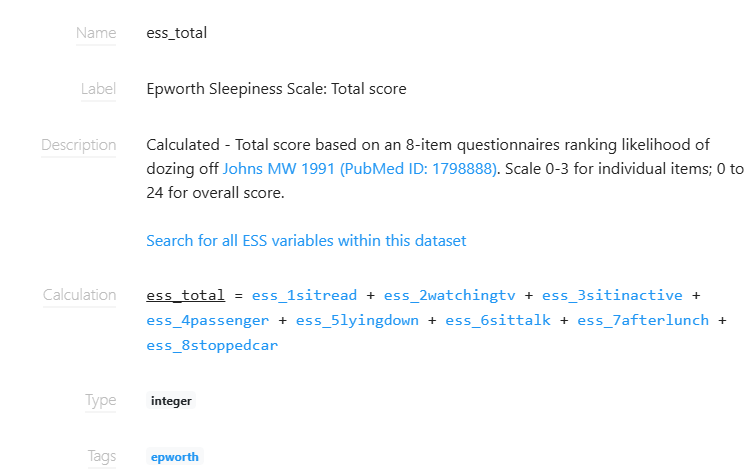 Name ess_total
Label Epworth Sleepiness Scale: Total score
Description Calculated - Total score based on an 8-item questionnaires ranking likelihood of
dozing off Johns MW 1991 (PubMed ID: 1798888). Scale 0-3 for individual items; 0 to
24 for overall score.
Search for all ESS variables within this dataset
Calculation ess_total = ess_1sitread + ess_2watchingtv + ess_3sitinactive +
ess_4passenger + ess_5lyingdown + ess_6sittalk + ess_7afterlunch +
ess_8stoppedcar
Type integer
Tags epworth